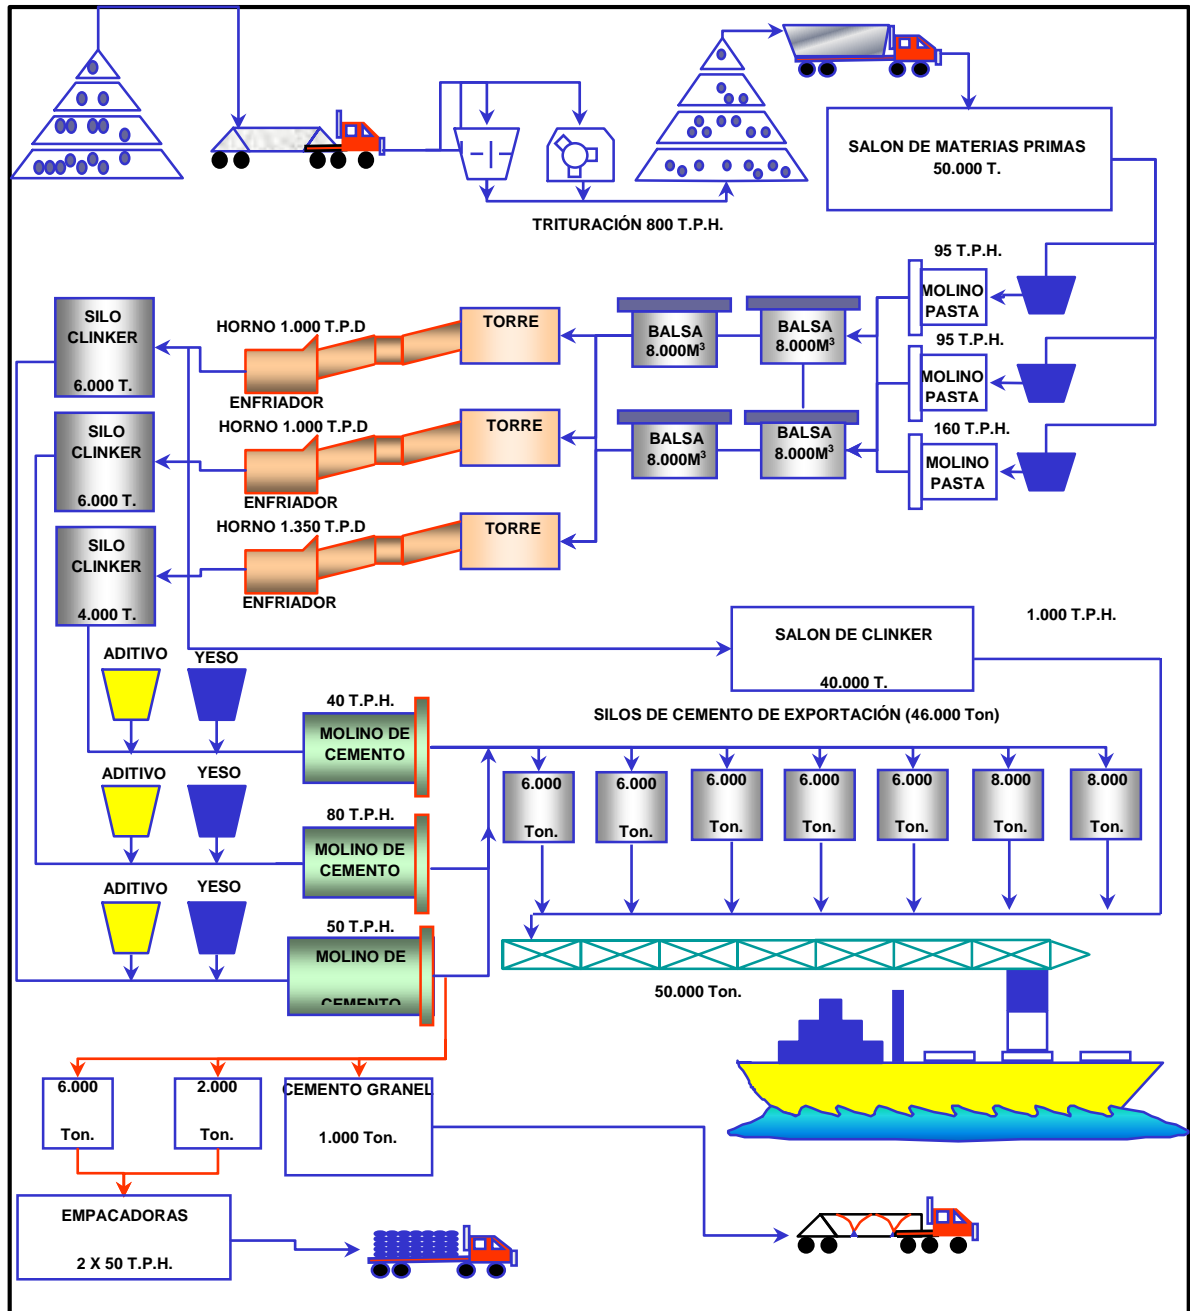 SALON DE MATERIAS PRIMAS
50.000 T.
TRITURACIÓN 800 T.P.H.
95 T.P.H.
MOLINO
PASTA
95 T.P.H.
MOLINO
PASTA
160 T.P.H.
MOLINO
PASTA
BALSA
8.000M³
BALSA
8.000M³
BALSA
8.000M³
BALSA
8.000M³
TORRE
HORNO 1.000 T.P.D
ENFRIADOR
TORRE
HORNO 1.000 T.P.D
ENFRIADOR
TORRE
HORNO 1.350 T.P.D
ENFRIADOR
SILO
CLINKER
6.000 T.
SILO
CLINKER
6.000 T.
SILO
CLINKER
4.000 T.
SALON DE CLINKER
40.000 T.
1.000 T.P.H.
ADITIVO
YESO
40 T.P.H.
MOLINO DE
CEMENTO
ADITIVO
YESO
80 T.P.H.
MOLINO DE
CEMENTO
ADITIVO
YESO
50 T.P.H.
MOLINO DE
CEMENTO
SILOS DE CEMENTO DE EXPORTACIÓN (46.000 Ton)
6.000
Ton.
6.000
Ton.
6.000
Ton.
6.000
Ton.
6.000
Ton.
8.000
Ton.
8.000
Ton.
50.000 Ton.
6.000
Ton.
2.000
Ton.
CEMENTO GRANEL
1.000 Ton.
EMPACADORAS
2 X 50 T.P.H.